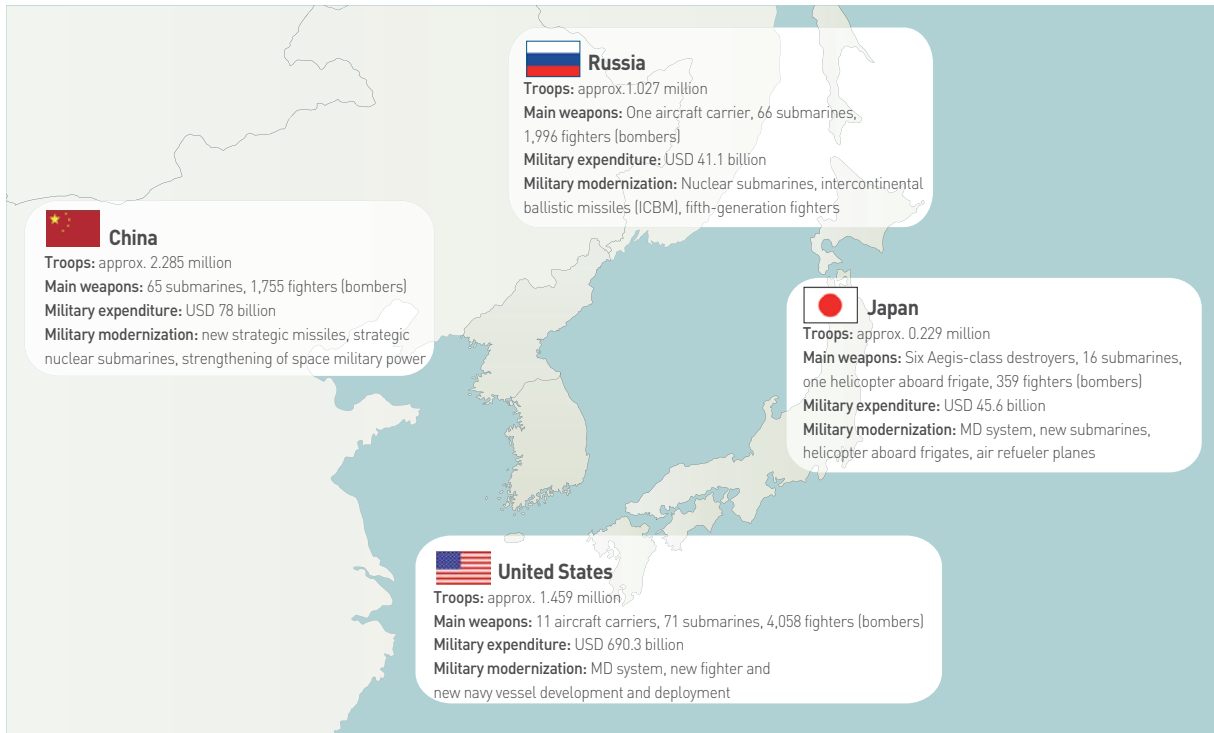 Russia
Troops: approx.1.027 million
Main weapons: One aircraft carrier, 66 submarines,
1,996 fighters (bombers)
Military expenditure: USD 41.1 billion
Military modernization: Nuclear submarines, intercontinental
ballistic missiles (ICBM), fifth-generation fighters
China
Troops: approx. 2.285 million
Main weapons: 65 submarines, 1,755 fighters (bombers)
Military expenditure: USD 78 billion
Military modernization: new strategic missiles, strategic
nuclear submarines, strengthening of space military power
Japan
Troops: approx. 0.229 million
Main weapons: Six Aegis-class destroyers, 16 submarines,
one helicopter aboard frigate, 359 fighters (bombers)
Military expenditure: USD 45.6 billion
Military modernization: MD system, new submarines,
helicopter aboard frigates, air refueler planes
United States
Troops: approx. 1.459 million
Main weapons: 11 aircraft carriers, 71 submarines, 4,058 fighters (bombers)
Military expenditure: USD 690.3 billion
Military modernization: MD system, new fighter and
new navy vessel development and deployment